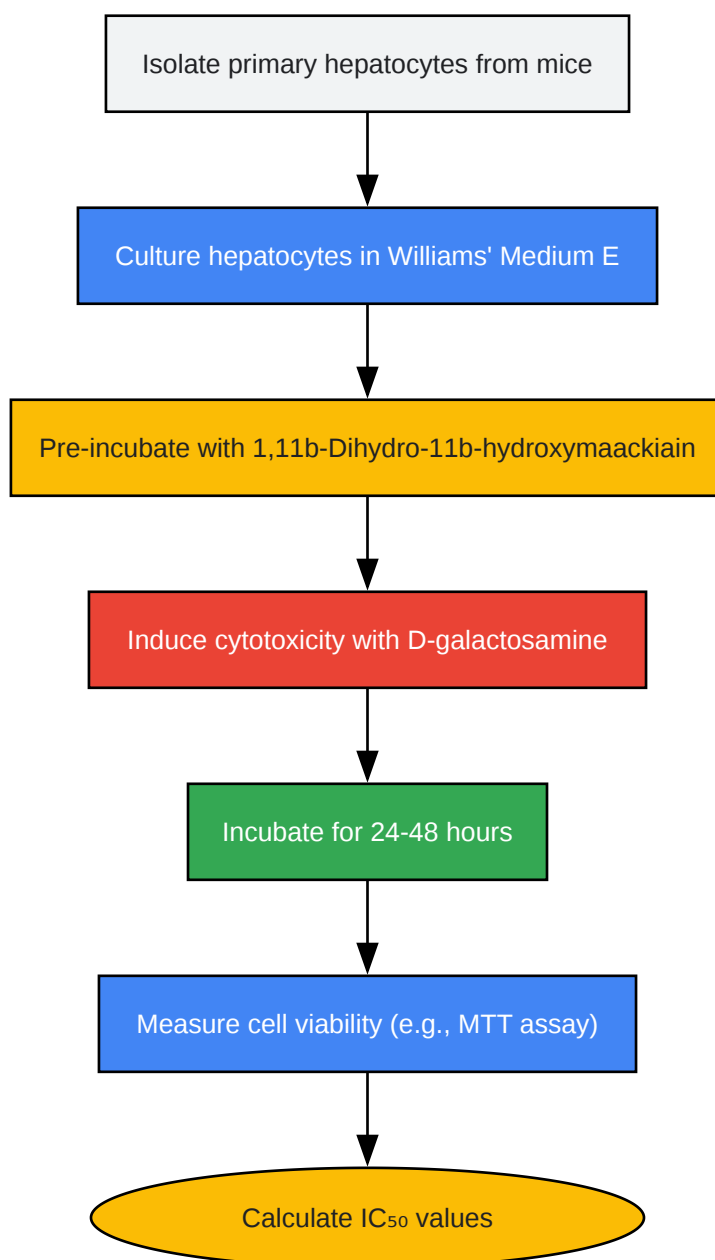 Isolate primary hepatocytes from mice
Culture hepatocytes in Williams' Medium E
Pre-incubate with 1,11b-Dihydro-11b-hydroxymaackiain
Induce cytotoxicity with D-galactosamine
Incubate for 24-48 hours
Measure cell viability (e.g., MTT assay)
Calculate IC₅₀ values